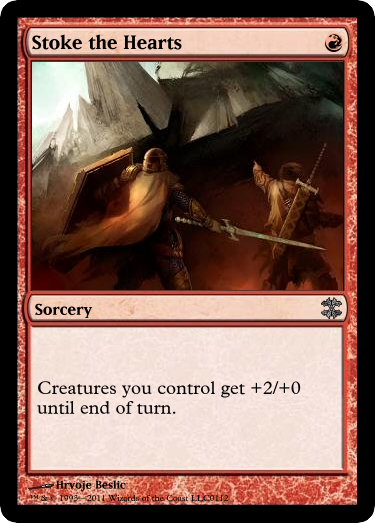 Stoke the Hearts
Sorcery
Creatures you control get +2/+0
until end of turn.
Hrvoje Beslic
™ & © 1993–2011 Wizards of the Coast LLC 0112